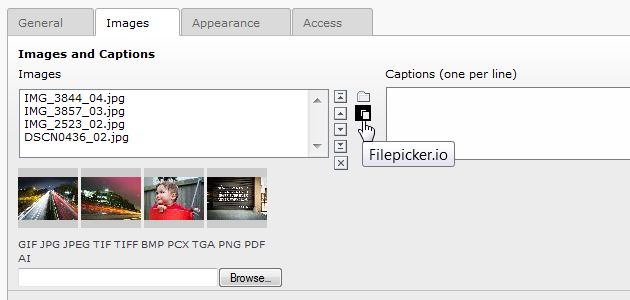 General Images Appearance Access
Images and Captions
Images Captions (one per line)
IMG_3844_04.jpg
IMG_3857_03.jpg
IMG_2523_02.jpg
DSCN0436_02.jpg
Filepicker.io
GIF JPG JPEG TIF TIFF BMP PCX TGA PNG PDF
AI
Browse...